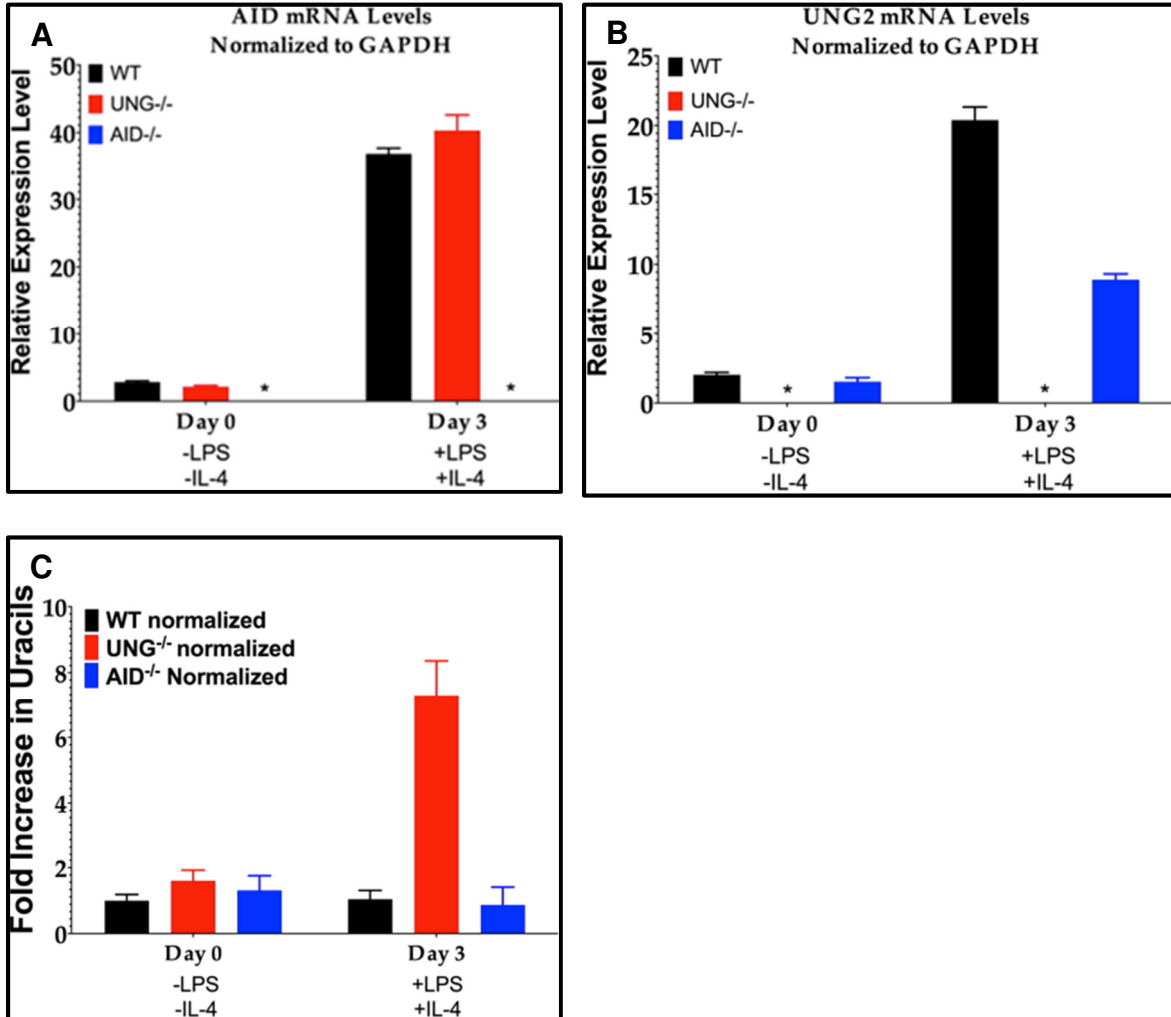 A
AID mRNA Levels
Normalized to GAPDH
Relative Expression Level
50
40
30
20
10
0
WT
UNG-/-
AID-/-
*
*
Day 0
Day 3
-LPS
+LPS
-IL-4
+IL-4
B
UNG2 mRNA Levels
Normalized to GAPDH
Relative Expression Level
25
20
15
10
5
0
WT
UNG-/-
AID-/-
*
*
Day 0
Day 3
-LPS
+LPS
-IL-4
+IL-4
C
Fold Increase in Uracils
10
8
6
4
2
0
WT normalized
UNG-/- normalized
AID-/- Normalized
Day 0
Day 3
-LPS
+LPS
-IL-4
+IL-4